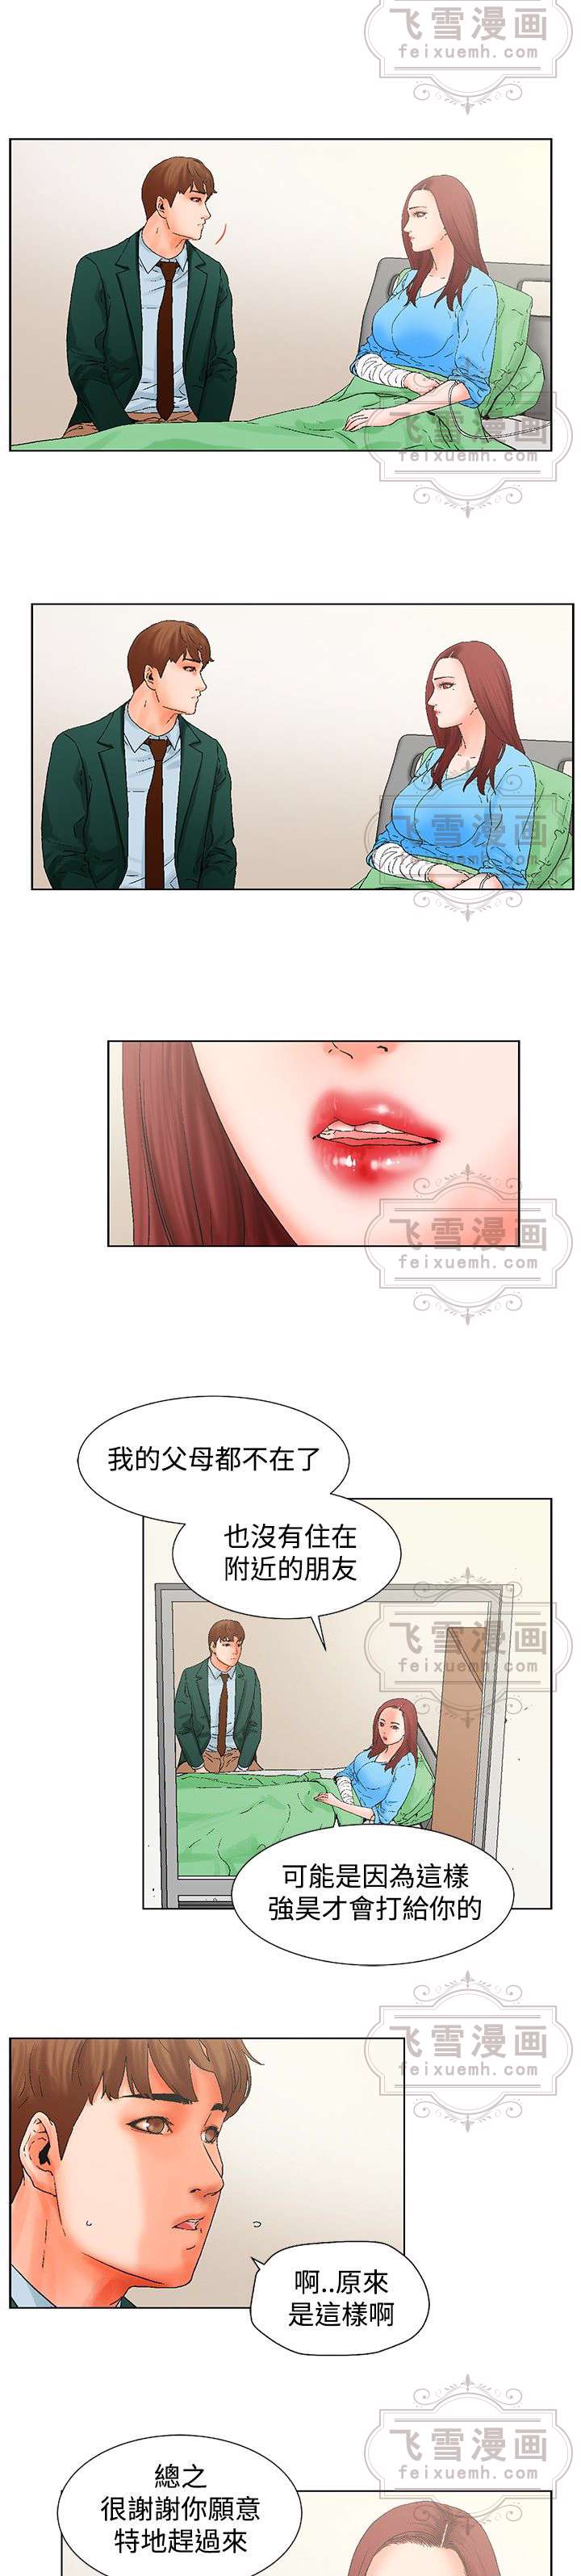 飞雪漫画
feixuemh.com
飞雪漫画
feixuemh.com
飞雪漫画
feixuemh.com
飞雪漫画
feixuemh.com
我的父母都不在了
也沒有住在
附近的朋友
飞雪漫画
feixuemh.com
可能是因為這樣
強昊才會打給你的
飞雪漫画
feixuemh.com
啊..原來
是這樣啊
飞雪漫画
feixuemh.com
總之
很謝謝你願意
特地趕過來